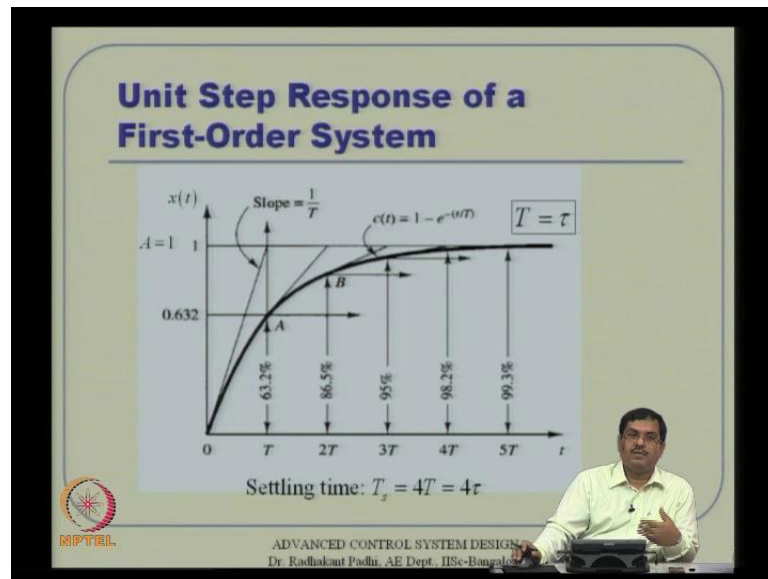 Unit Step Response of a
First-Order System
x(t)
Slope = 1/T
c(t) = 1 − e^{−(t/T)}
T = τ
A = 1
1
B
0.632
A
63.2%
86.5%
95%
98.2%
99.3%
0
T
2T
3T
4T
5T
t
Settling time: T_s = 4T = 4τ
NPTEL
ADVANCED CONTROL SYSTEM DESIGN
Dr. Radhakant Padhi, AE Dept., IISc-Bangalo